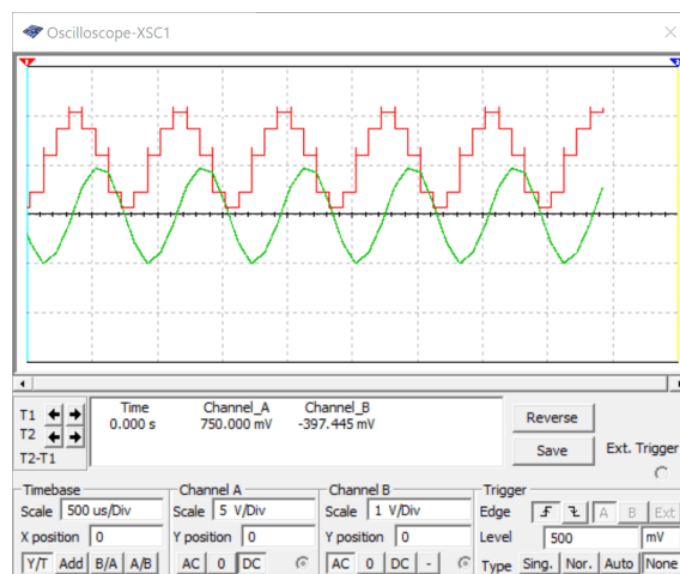 Oscilloscope-XSC1
T1
T2
T2-T1
Time Channel_A Channel_B
0.000 s 750.000 mV -397.445 mV
Reverse
Save
Ext. Trigger
Timebase
Scale 500 us/Div
X position 0
Y/T Add B/A A/B
Channel A
Scale 5 V/Div
Y position 0
AC 0 DC
Channel B
Scale 1 V/Div
Y position 0
AC 0 DC -
Trigger
Edge A B Ext
Level 500 mV
Type Sing. Nor. Auto None